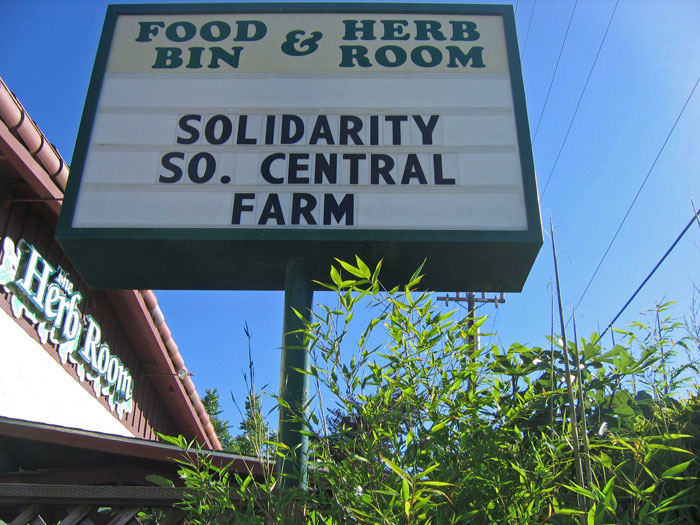 FOOD & HERB
BIN ROOM
SOLIDARITY
SO. CENTRAL
FARM
The
Herb Room